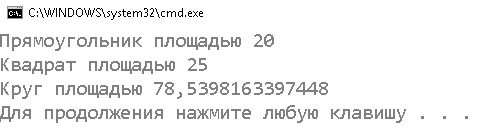 C:\WINDOWS\system32\cmd.exe
Прямоугольник площадью 20
Квадрат площадью 25
Круг площадью 78,5398163397448
Для продолжения нажмите любую клавишу . . .